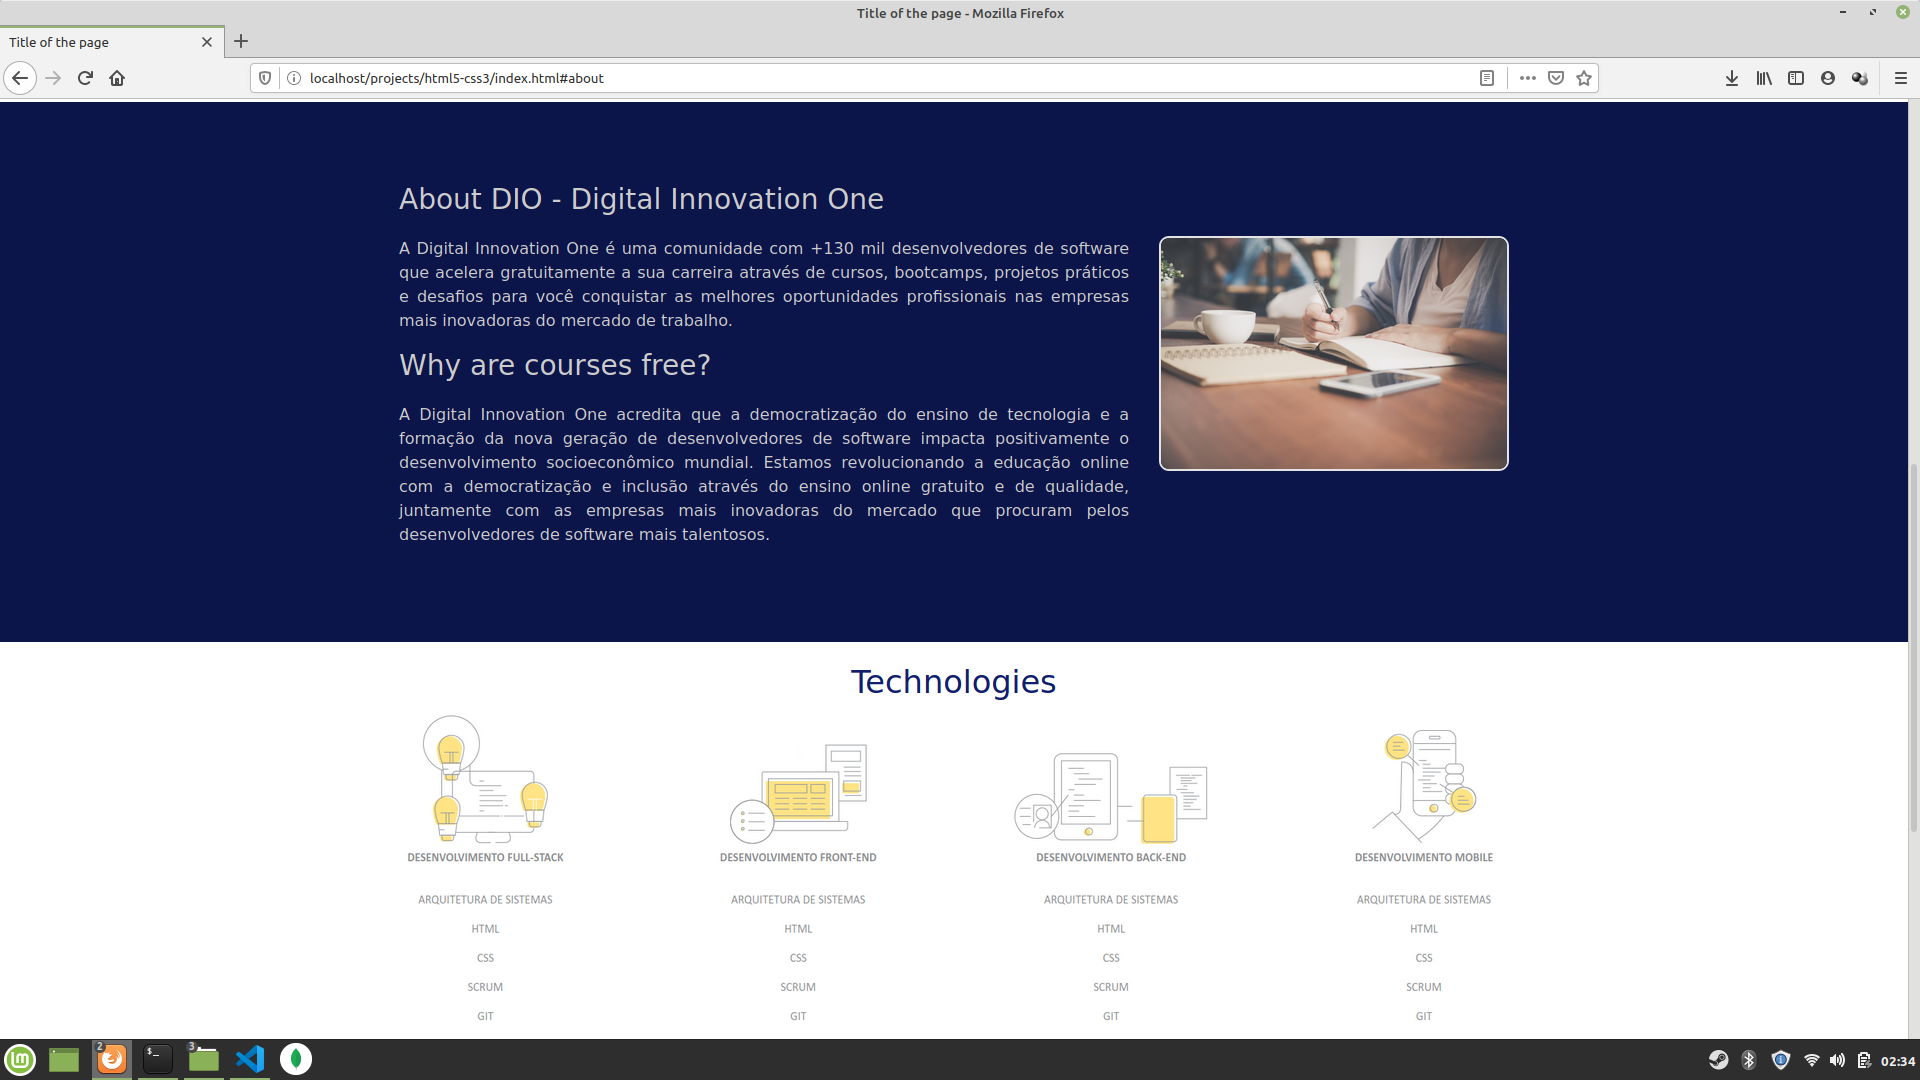 Title of the page - Mozilla Firefox
Title of the page
localhost/projects/html5-css3/index.html#about
About DIO - Digital Innovation One
A Digital Innovation One é uma comunidade com +130 mil desenvolvedores de software
que acelera gratuitamente a sua carreira através de cursos, bootcamps, projetos práticos
e desafios para você conquistar as melhores oportunidades profissionais nas empresas
mais inovadoras do mercado de trabalho.
Why are courses free?
A Digital Innovation One acredita que a democratização do ensino de tecnologia e a
formação da nova geração de desenvolvedores de software impacta positivamente o
desenvolvimento socioeconômico mundial. Estamos revolucionando a educação online
com a democratização e inclusão através do ensino online gratuito e de qualidade,
juntamente com as empresas mais inovadoras do mercado que procuram pelos
desenvolvedores de software mais talentosos.
Technologies
DESENVOLVIMENTO FULL-STACK DESENVOLVIMENTO FRONT-END DESENVOLVIMENTO BACK-END DESENVOLVIMENTO MOBILE
ARQUITETURA DE SISTEMAS ARQUITETURA DE SISTEMAS ARQUITETURA DE SISTEMAS ARQUITETURA DE SISTEMAS
HTML HTML HTML HTML
CSS CSS CSS CSS
SCRUM SCRUM SCRUM SCRUM
GIT GIT GIT GIT
2 3 02:34